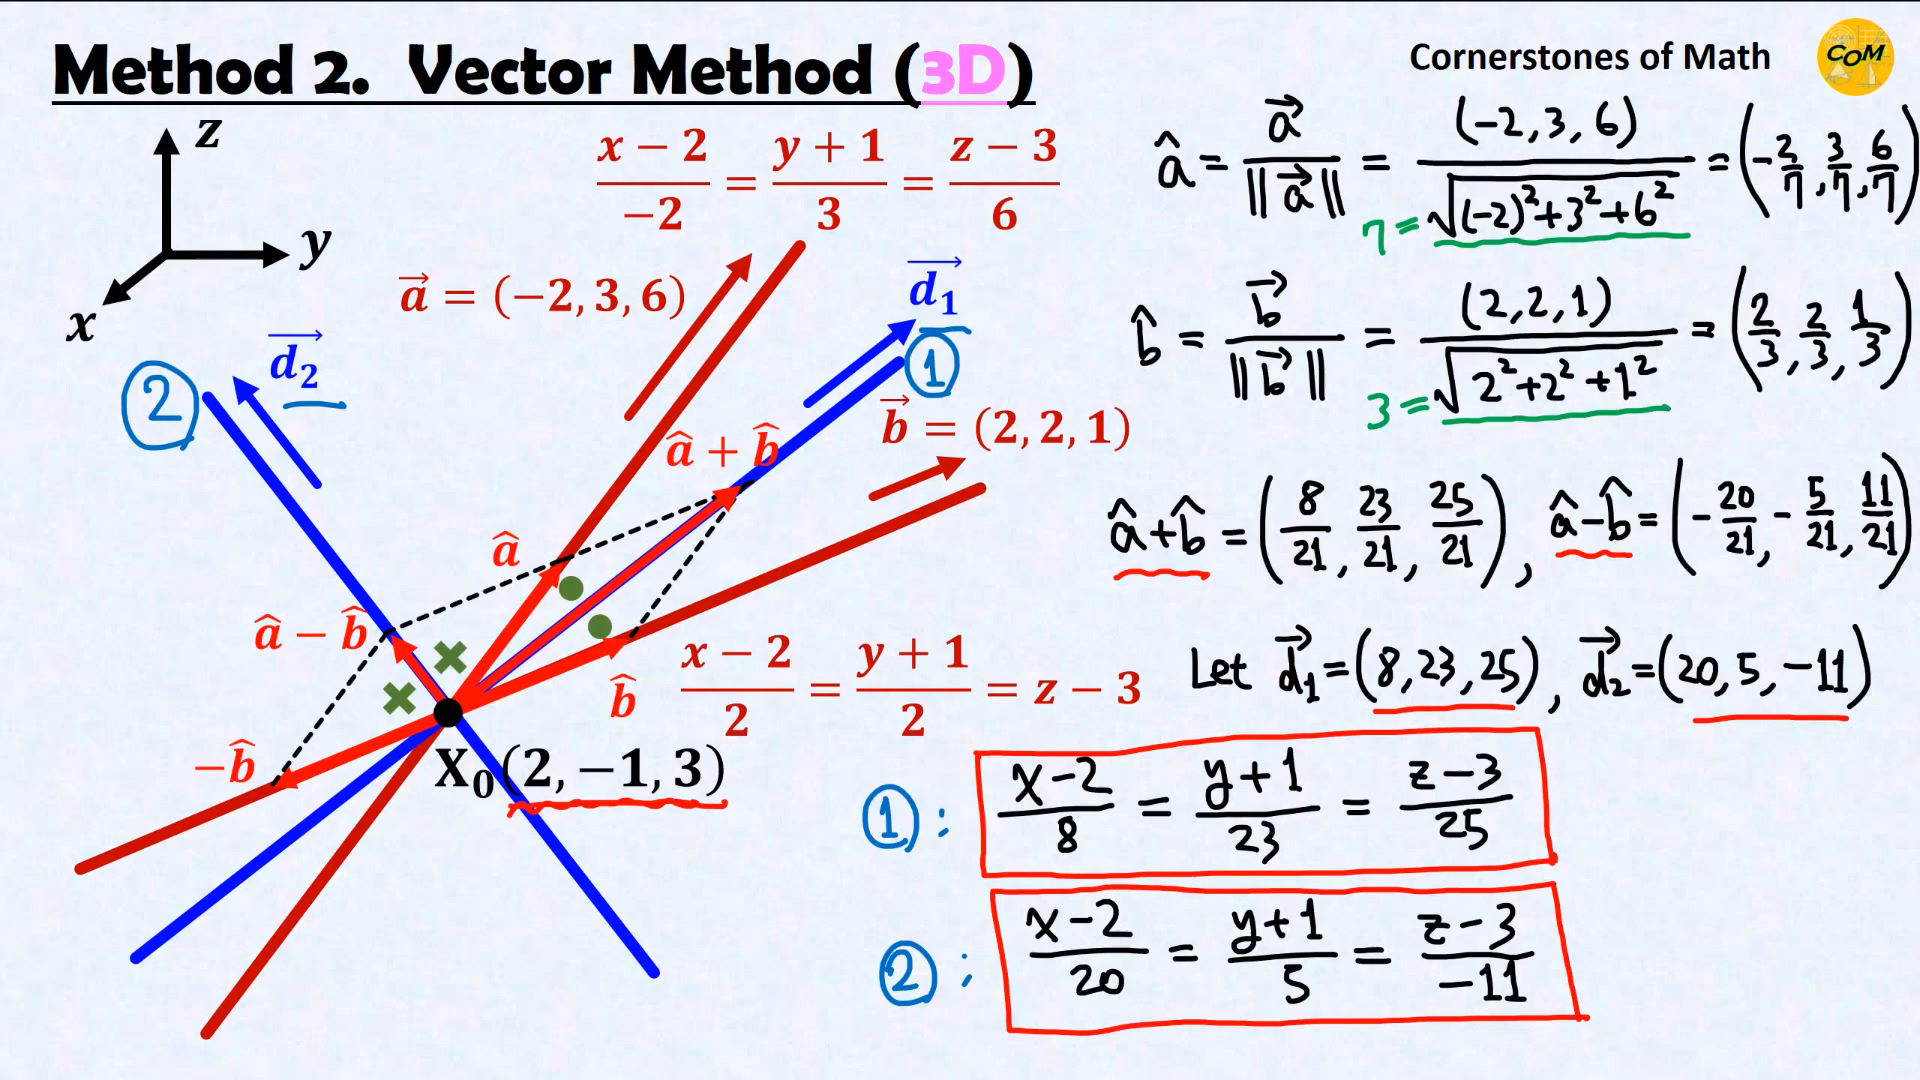 Method 2. Vector Method (3D)
Cornerstones of Math
CoM
z
y
x
(x − 2)/−2 = (y + 1)/3 = (z − 3)/6
a⃗ = (−2, 3, 6)
d₁⃗
①
d₂⃗
②
b⃗ = (2, 2, 1)
â + b̂
â
â − b̂
b̂
−b̂
(x − 2)/2 = (y + 1)/2 = z − 3
X₀(2, −1, 3)
â = a⃗/‖a⃗‖ = (−2, 3, 6)/√((−2)²+3²+6²) = (−2/7, 3/7, 6/7)
7 =
b̂ = b⃗/‖b⃗‖ = (2,2,1)/√(2²+2²+1²) = (2/3, 2/3, 1/3)
3 =
â+b̂ = (8/21, 23/21, 25/21), â−b̂ = (−20/21, −5/21, 11/21)
Let d₁⃗ = (8,23,25), d₂⃗ = (20, 5, −11)
① : (x−2)/8 = (y+1)/23 = (z−3)/25
② : (x−2)/20 = (y+1)/5 = (z−3)/−11